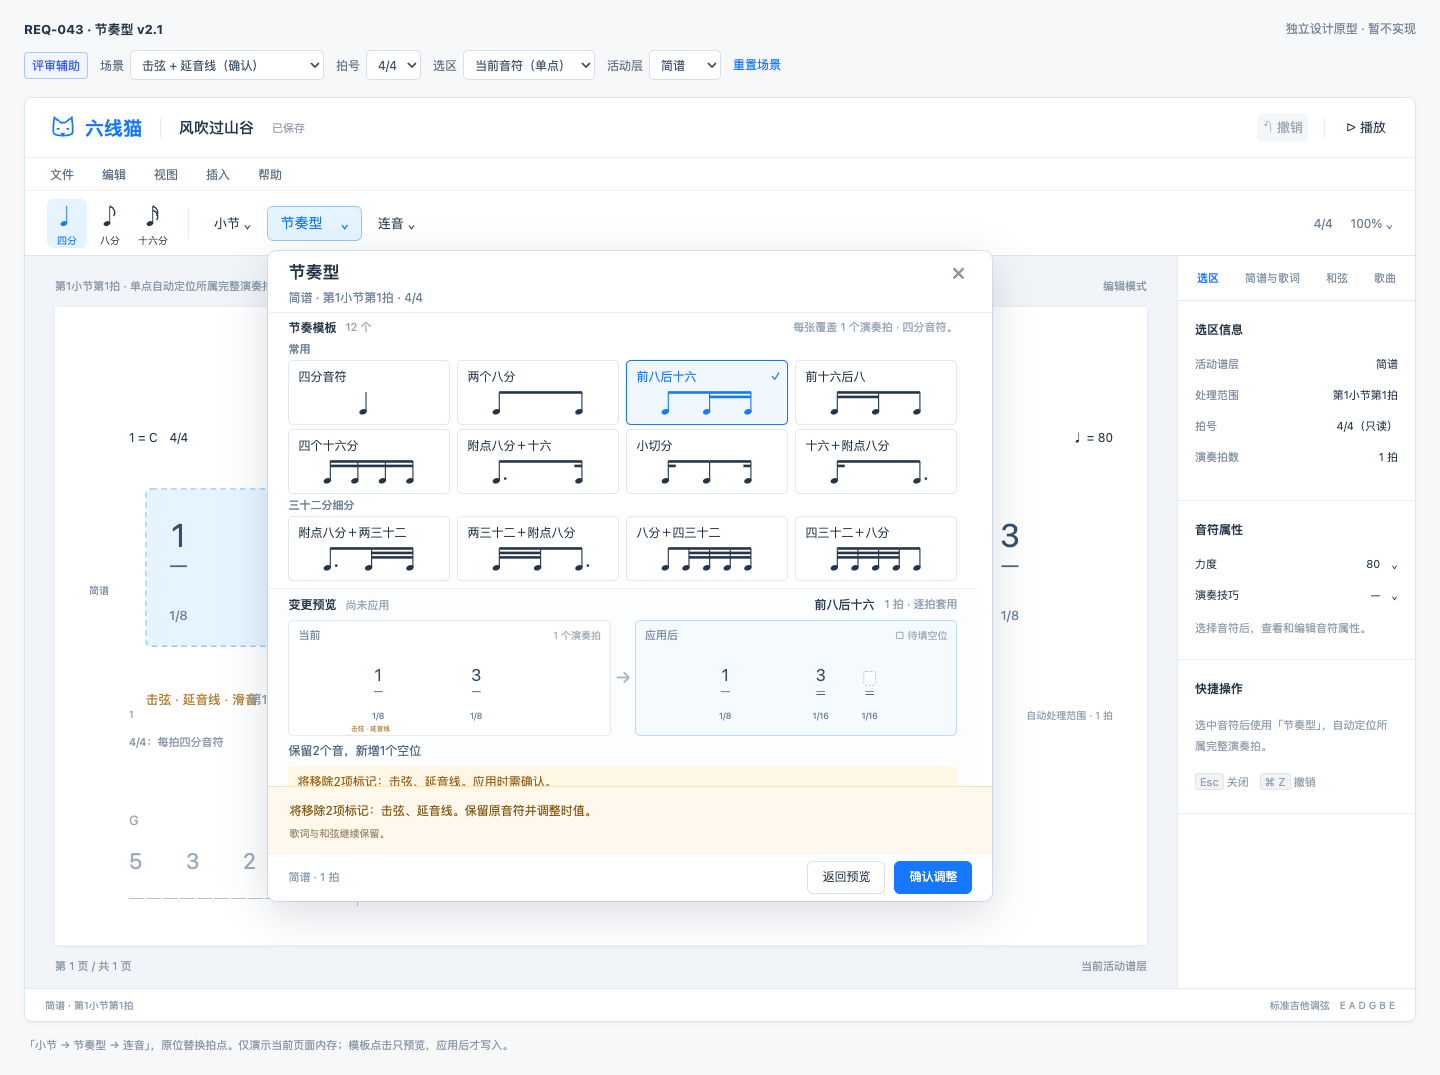 REQ-043 · 节奏型 v2.1
独立设计原型 · 暂不实现
评审辅助 场景 击弦 + 延音线（确认） 拍号 4/4 选区 当前音符（单点） 活动层 简谱 重置场景
六线猫 风吹过山谷 已保存
撤销 播放
文件 编辑 视图 插入 帮助
四分 八分 十六分
小节 节奏型 连音
4/4 100%
第1小节第1拍 · 单点自动定位所属完整演奏拍
编辑模式
1 = C 4/4
♩ = 80
简谱
1
1/8
3
1/8
击弦 · 延音线 · 滑音
第1
1
4/4：每拍四分音符
自动处理范围 · 1 拍
G
5 3 2
第 1 页 / 共 1 页
当前活动谱层
节奏型
简谱 · 第1小节第1拍 · 4/4
节奏模板 12 个
每张覆盖 1 个演奏拍 · 四分音符。
常用
四分音符 两个八分 前八后十六 ✓ 前十六后八
四个十六分 附点八分＋十六 小切分 十六＋附点八分
三十二分细分
附点八分＋两三十二 两三十二＋附点八分 八分＋四三十二 四三十二＋八分
变更预览 尚未应用
前八后十六 1 拍 · 逐拍套用
当前 1 个演奏拍
1 3
1/8 1/8
击弦 · 延音线
→
应用后 待填空位
1 3
1/8 1/16 1/16
保留2个音，新增1个空位
将移除2项标记：击弦、延音线。应用时需确认。
将移除2项标记：击弦、延音线。保留原音符并调整时值。
歌词与和弦继续保留。
简谱 · 1 拍
返回预览 确认调整
选区 简谱与歌词 和弦 歌曲
选区信息
活动谱层 简谱
处理范围 第1小节第1拍
拍号 4/4（只读）
演奏拍数 1 拍
音符属性
力度 80
演奏技巧 —
选择音符后，查看和编辑音符属性。
快捷操作
选中音符后使用「节奏型」，自动定位所
属完整演奏拍。
Esc 关闭 ⌘ Z 撤销
简谱 · 第1小节第1拍
标准吉他调弦 E A D G B E
「小节 → 节奏型 → 连音」，原位替换拍点。仅演示当前页面内存；模板点击只预览，应用后才写入。